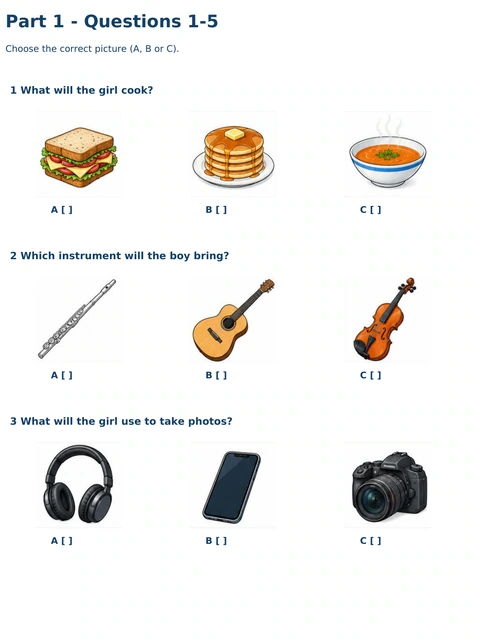 Part 1 - Questions 1-5
Choose the correct picture (A, B or C).
1 What will the girl cook?
A [ ]
B [ ]
C [ ]
2 Which instrument will the boy bring?
A [ ]
B [ ]
C [ ]
3 What will the girl use to take photos?
A [ ]
B [ ]
C [ ]